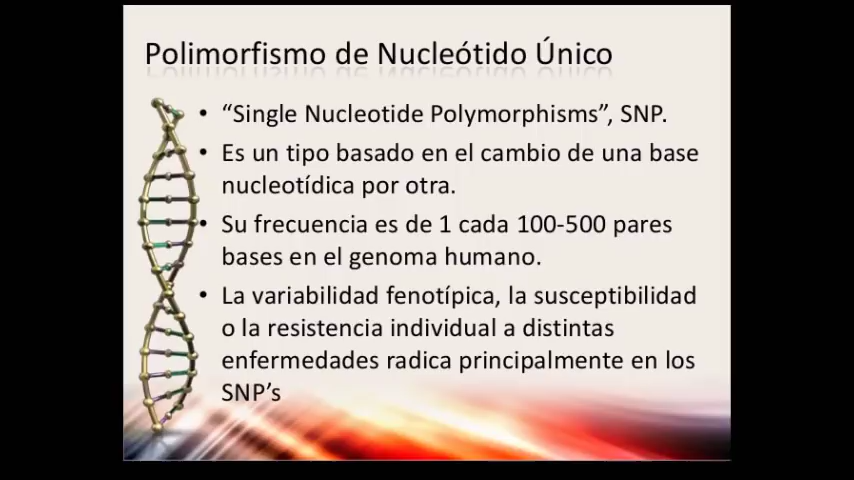 Polimorfismo de Nucleótido Único
• “Single Nucleotide Polymorphisms”, SNP.
• Es un tipo basado en el cambio de una base
nucleotídica por otra.
• Su frecuencia es de 1 cada 100-500 pares
bases en el genoma humano.
• La variabilidad fenotípica, la susceptibilidad
o la resistencia individual a distintas
enfermedades radica principalmente en los
SNP’s